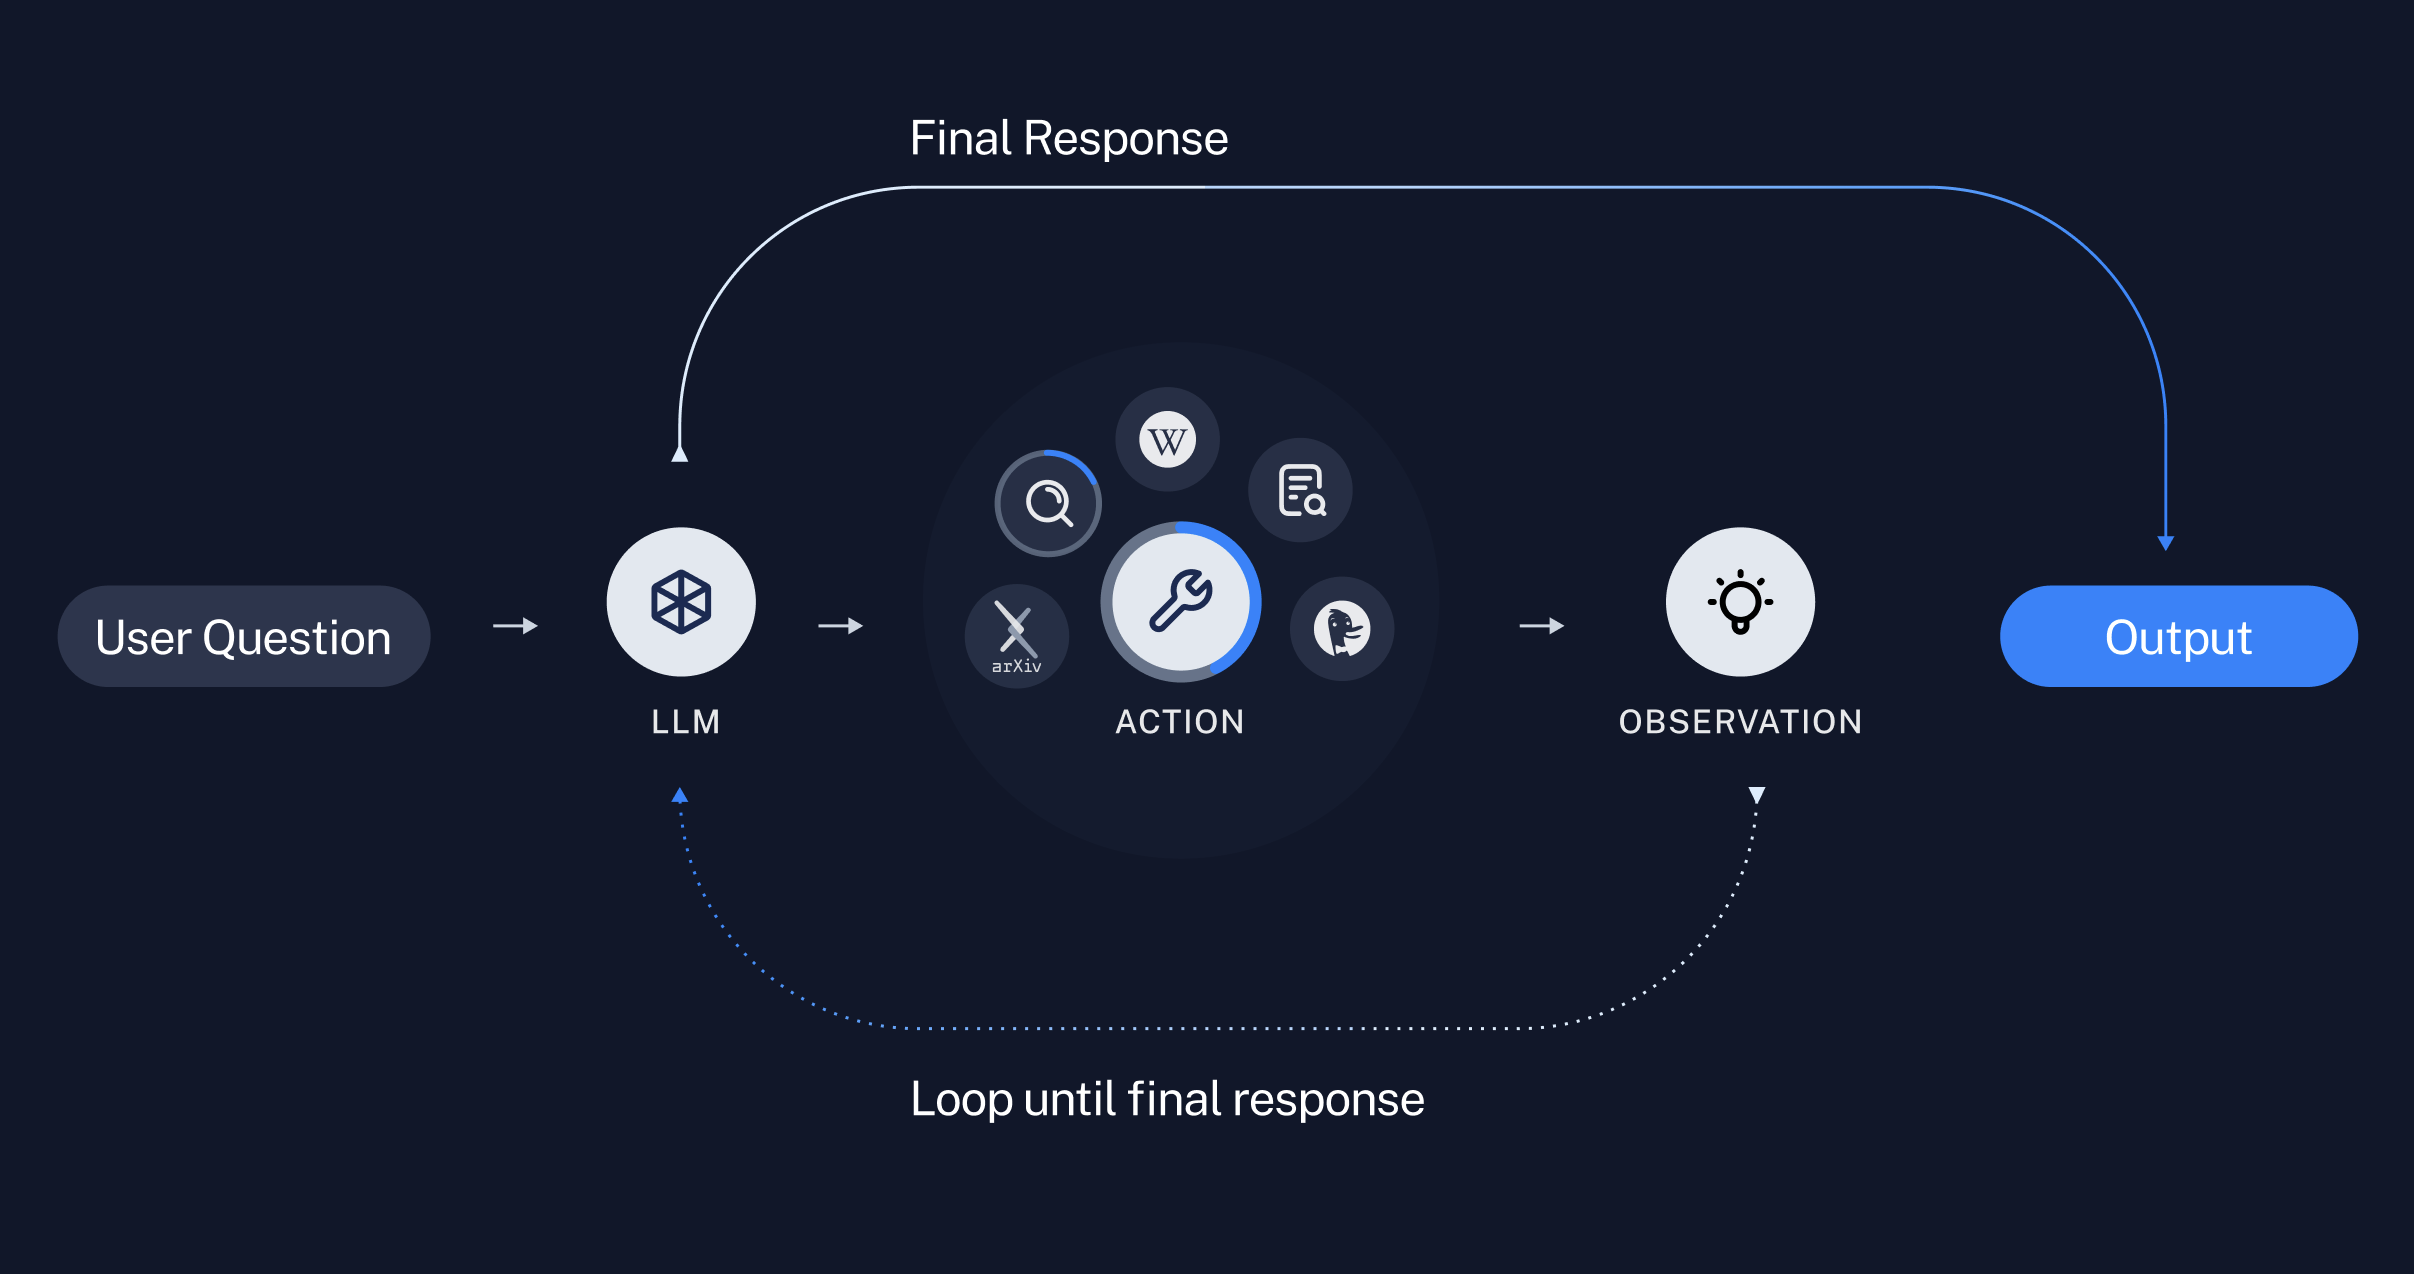 Final Response
W
User Question
arXiv
Output
LLM
ACTION
OBSERVATION
Loop until final response